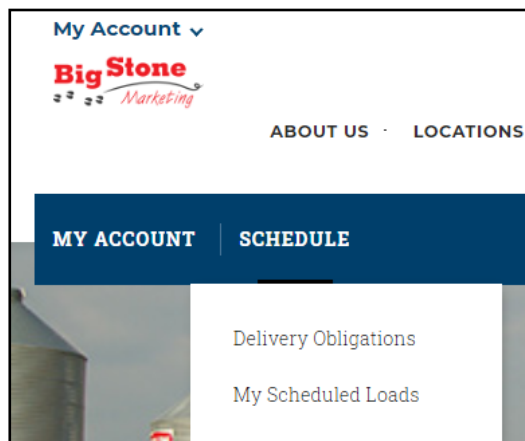 My Account
Big Stone
Marketing
ABOUT US · LOCATIONS
MY ACCOUNT SCHEDULE
Delivery Obligations
My Scheduled Loads